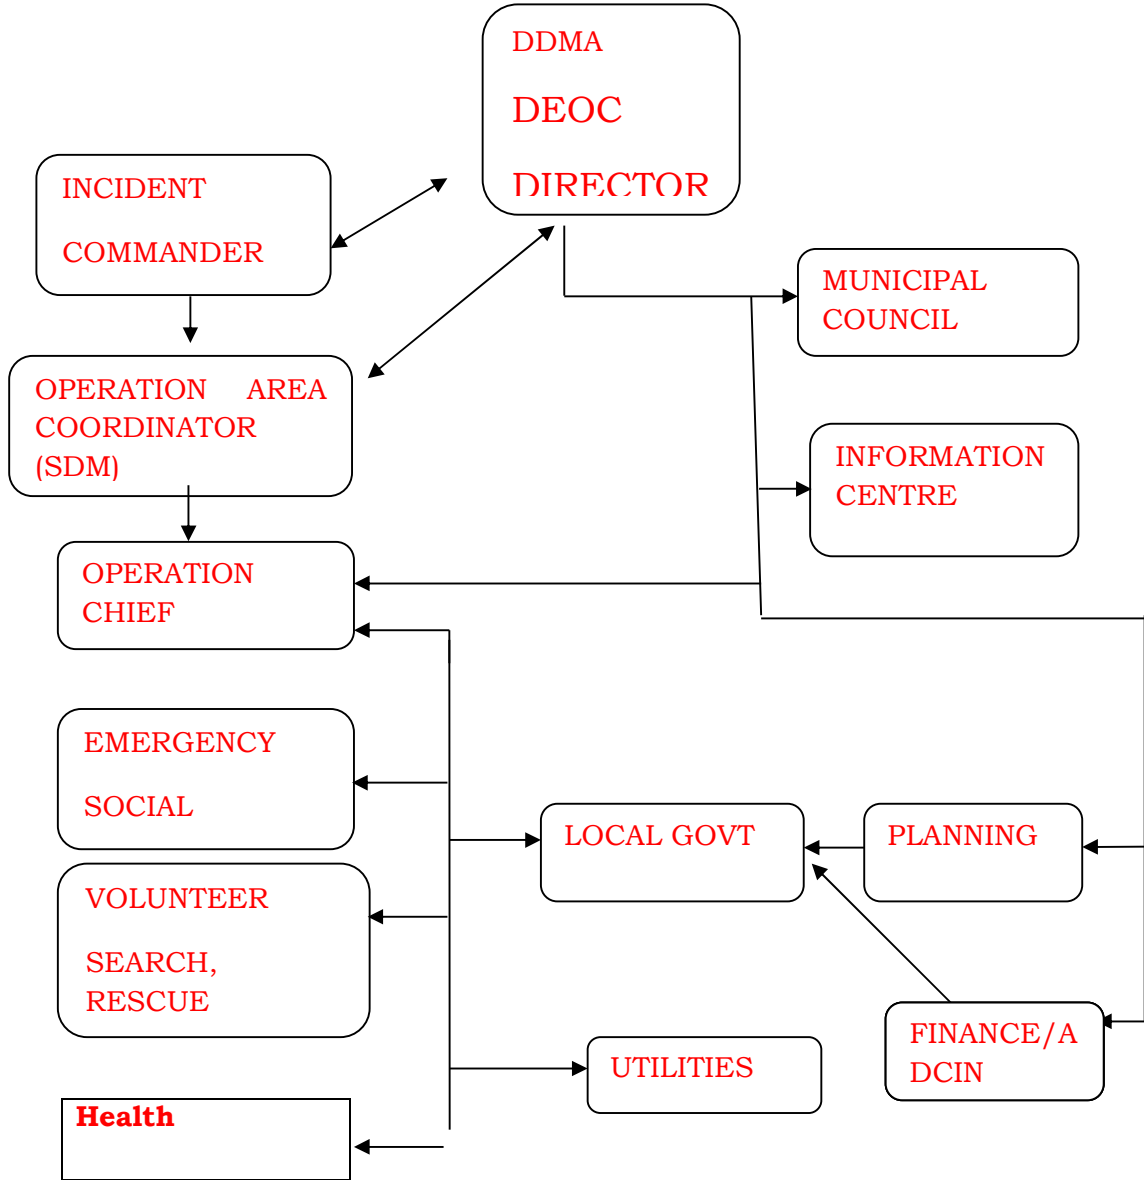 DDMA
DEOC
DIRECTOR
INCIDENT
COMMANDER
MUNICIPAL
COUNCIL
OPERATION AREA
COORDINATOR
(SDM)
INFORMATION
CENTRE
OPERATION
CHIEF
EMERGENCY
SOCIAL
LOCAL GOVT
PLANNING
VOLUNTEER
SEARCH,
RESCUE
FINANCE/A
DCIN
UTILITIES
Health